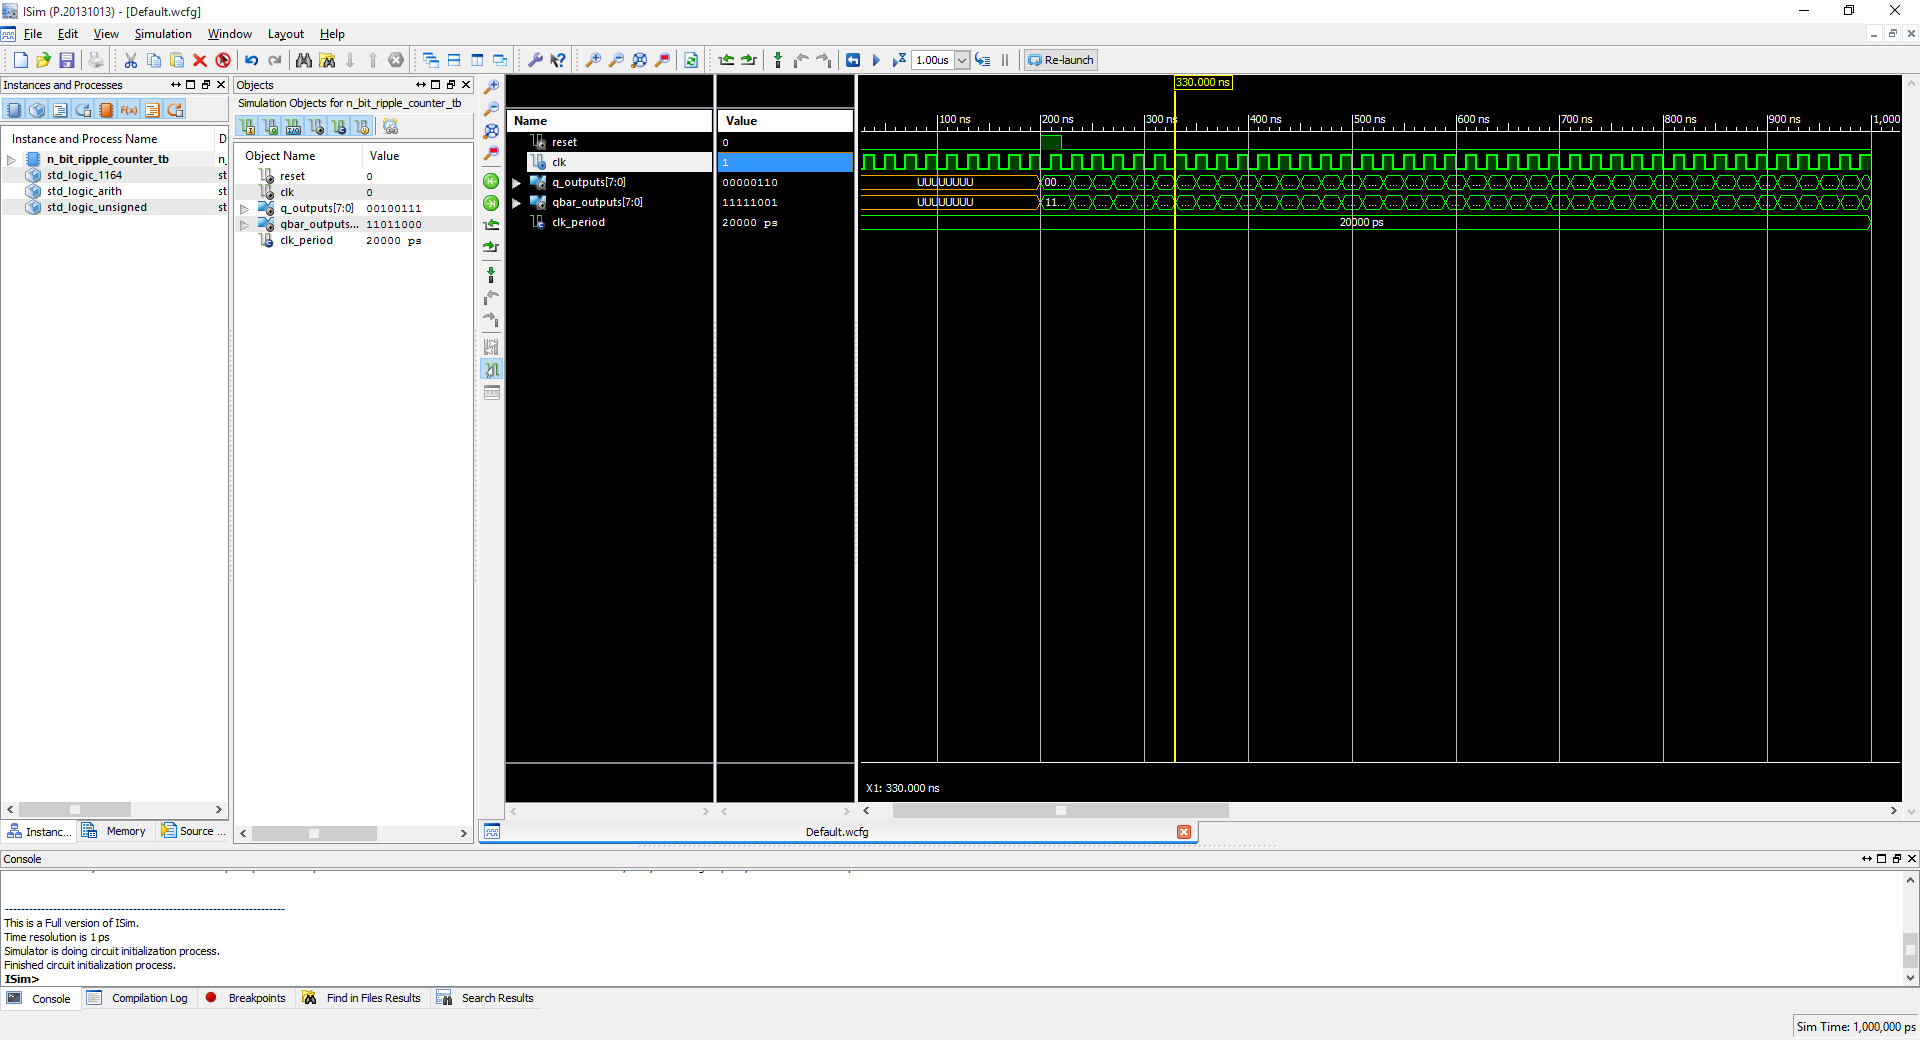 ISim (P.20131013) - [Default.wcfg]
File Edit View Simulation Window Layout Help
1.00us Re-launch
Instances and Processes
Instance and Process Name D
n_bit_ripple_counter_tb n_
std_logic_1164 st
std_logic_arith st
std_logic_unsigned st
Instanc... Memory Source ...
Objects
Simulation Objects for n_bit_ripple_counter_tb
Object Name Value
reset 0
clk 0
q_outputs[7:0] 00100111
qbar_outputs... 11011000
clk_period 20000 ps
Name Value
reset 0
clk 1
q_outputs[7:0] 00000110
qbar_outputs[7:0] 11111001
clk_period 20000 ps
330.000 ns
100 ns 200 ns 300 ns 400 ns 500 ns 600 ns 700 ns 800 ns 900 ns 1,000
UUUUUUUU 00...
UUUUUUUU 11...
20000 ps
X1: 330.000 ns
Default.wcfg
Console
This is a Full version of ISim.
Time resolution is 1 ps
Simulator is doing circuit initialization process.
Finished circuit initialization process.
ISim>
Console Compilation Log Breakpoints Find in Files Results Search Results
Sim Time: 1,000,000 ps